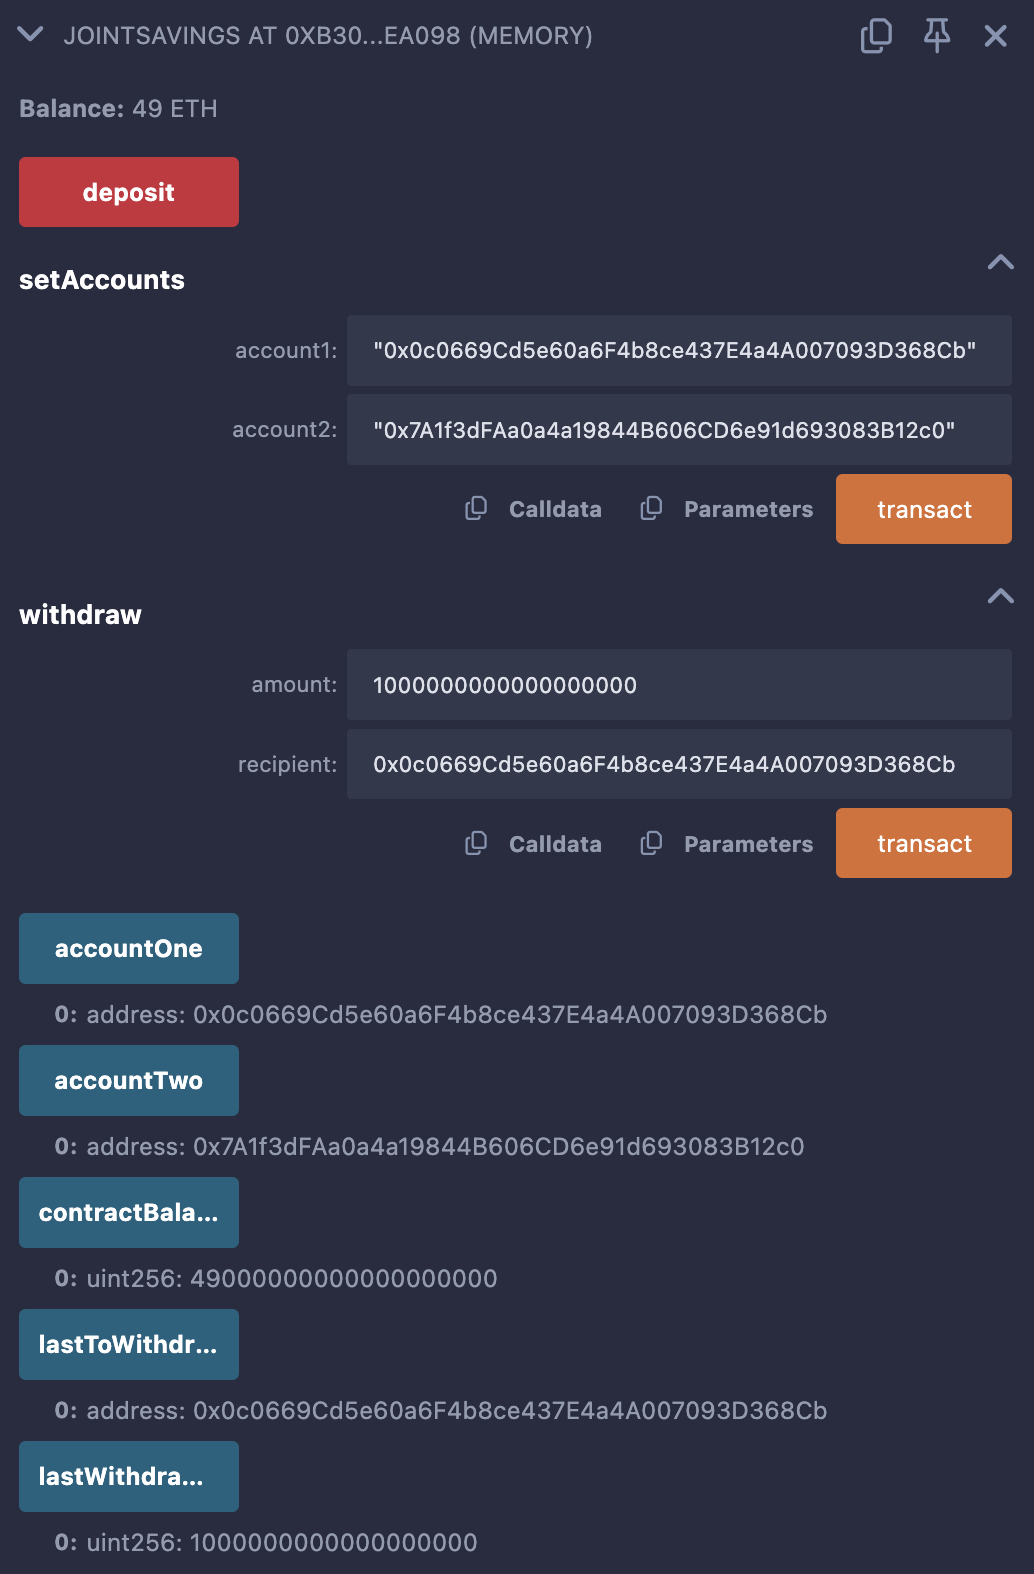 JOINTSAVINGS AT 0XB30...EA098 (MEMORY)
Balance: 49 ETH
deposit
setAccounts
account1: "0x0c0669Cd5e60a6F4b8ce437E4a4A007093D368Cb"
account2: "0x7A1f3dFAa0a4a19844B606CD6e91d693083B12c0"
Calldata Parameters transact
withdraw
amount: 1000000000000000000
recipient: 0x0c0669Cd5e60a6F4b8ce437E4a4A007093D368Cb
Calldata Parameters transact
accountOne
0: address: 0x0c0669Cd5e60a6F4b8ce437E4a4A007093D368Cb
accountTwo
0: address: 0x7A1f3dFAa0a4a19844B606CD6e91d693083B12c0
contractBala...
0: uint256: 49000000000000000000
lastToWithdr...
0: address: 0x0c0669Cd5e60a6F4b8ce437E4a4A007093D368Cb
lastWithdra...
0: uint256: 1000000000000000000